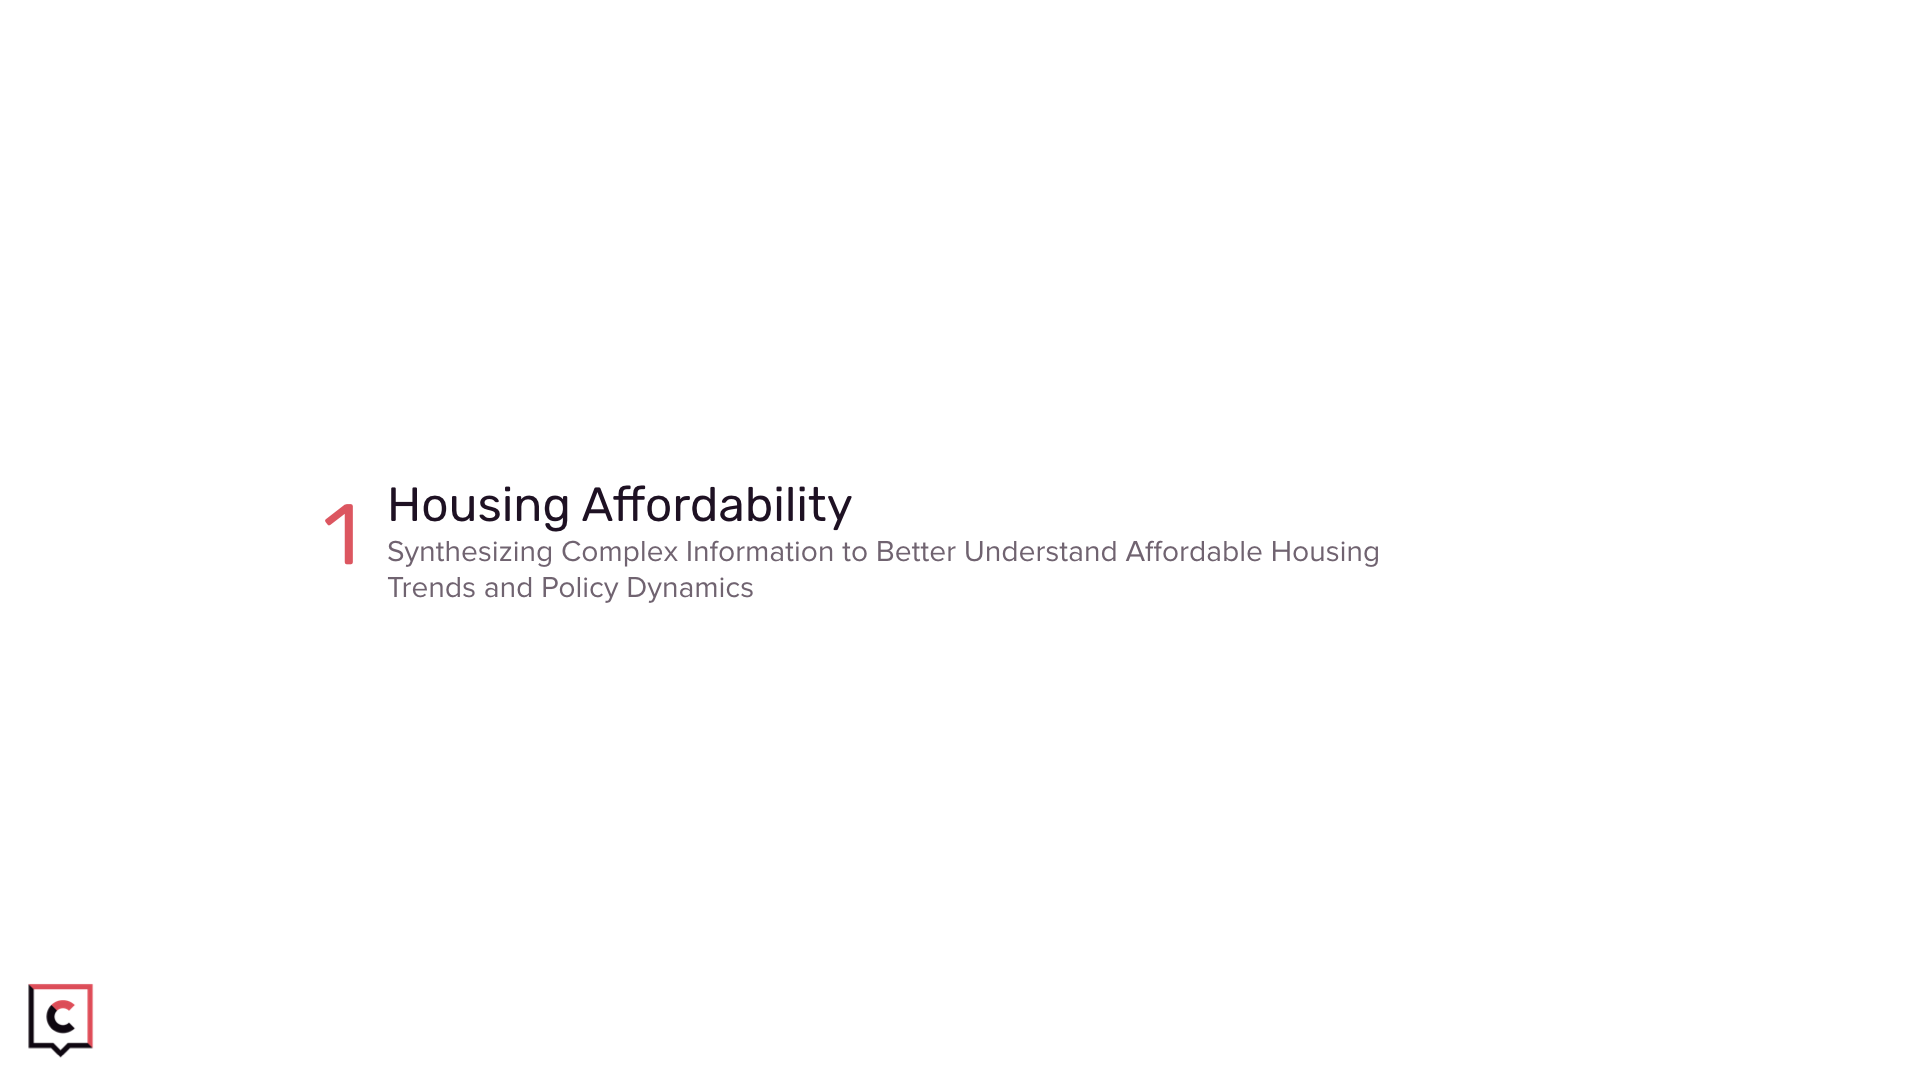 1
Housing Affordability
Synthesizing Complex Information to Better Understand Affordable Housing
Trends and Policy Dynamics
C